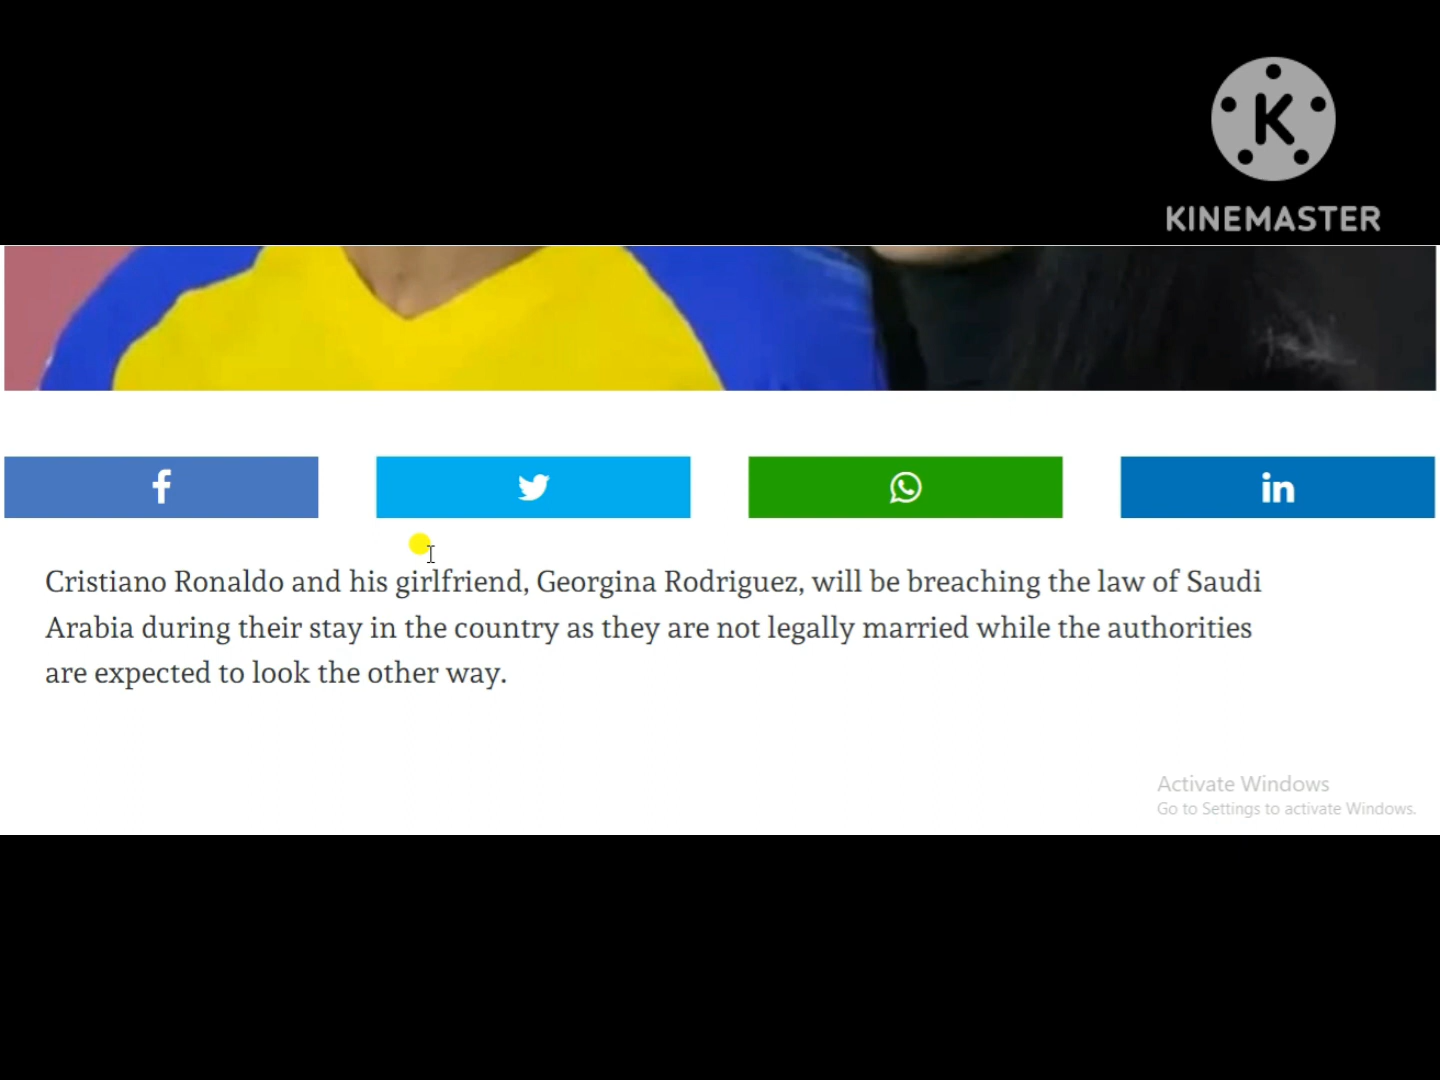 K
KINEMASTER
f
in
Cristiano Ronaldo and his girlfriend, Georgina Rodriguez, will be breaching the law of Saudi
Arabia during their stay in the country as they are not legally married while the authorities
are expected to look the other way.
Activate Windows
Go to Settings to activate Windows.